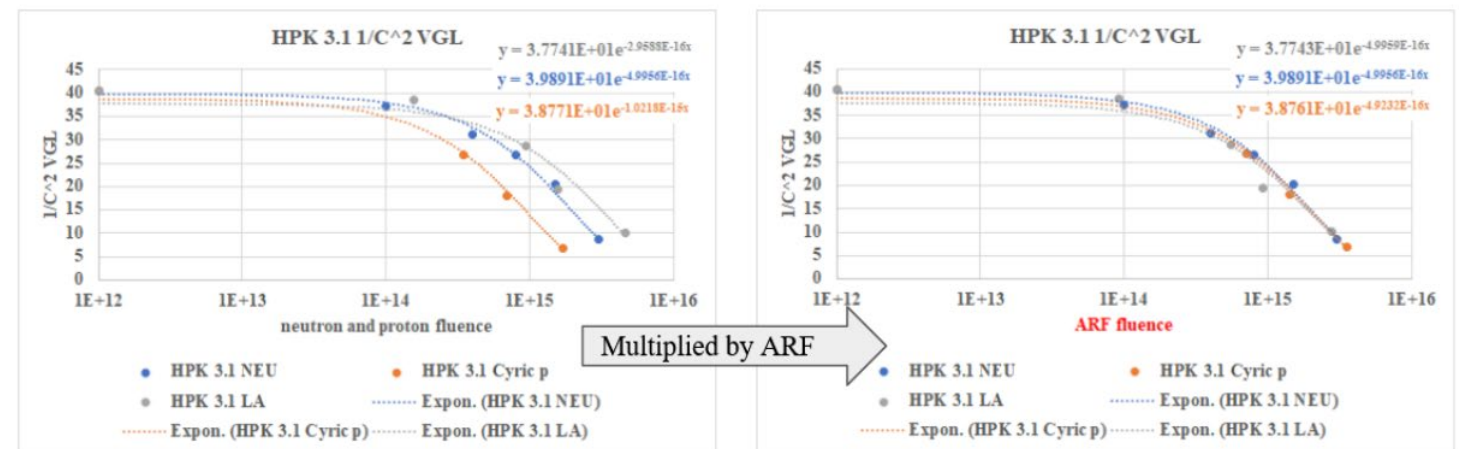 HPK 3.1 1/C^2 VGL
y = 3.7741E+01e-2.9588E-16x
y = 3.9891E+01e-4.9956E-16x
y = 3.8771E+01e-1.0218E-15x
45
40
35
30
25
20
15
10
5
0
1/C^2 VGL
1E+12 1E+13 1E+14 1E+15 1E+16
neutron and proton fluence
HPK 3.1 NEU HPK 3.1 Cyric p
HPK 3.1 LA Expon. (HPK 3.1 NEU)
Expon. (HPK 3.1 Cyric p) Expon. (HPK 3.1 LA)
Multiplied by ARF
HPK 3.1 1/C^2 VGL
y = 3.7743E+01e-4.9959E-16x
y = 3.9891E+01e-4.9956E-16x
y = 3.8761E+01e-4.9232E-16x
45
40
35
30
25
20
15
10
5
0
1/C^2 VGL
1E+12 1E+13 1E+14 1E+15 1E+16
ARF fluence
HPK 3.1 NEU HPK 3.1 Cyric p
HPK 3.1 LA Expon. (HPK 3.1 NEU)
Expon. (HPK 3.1 Cyric p) Expon. (HPK 3.1 LA)